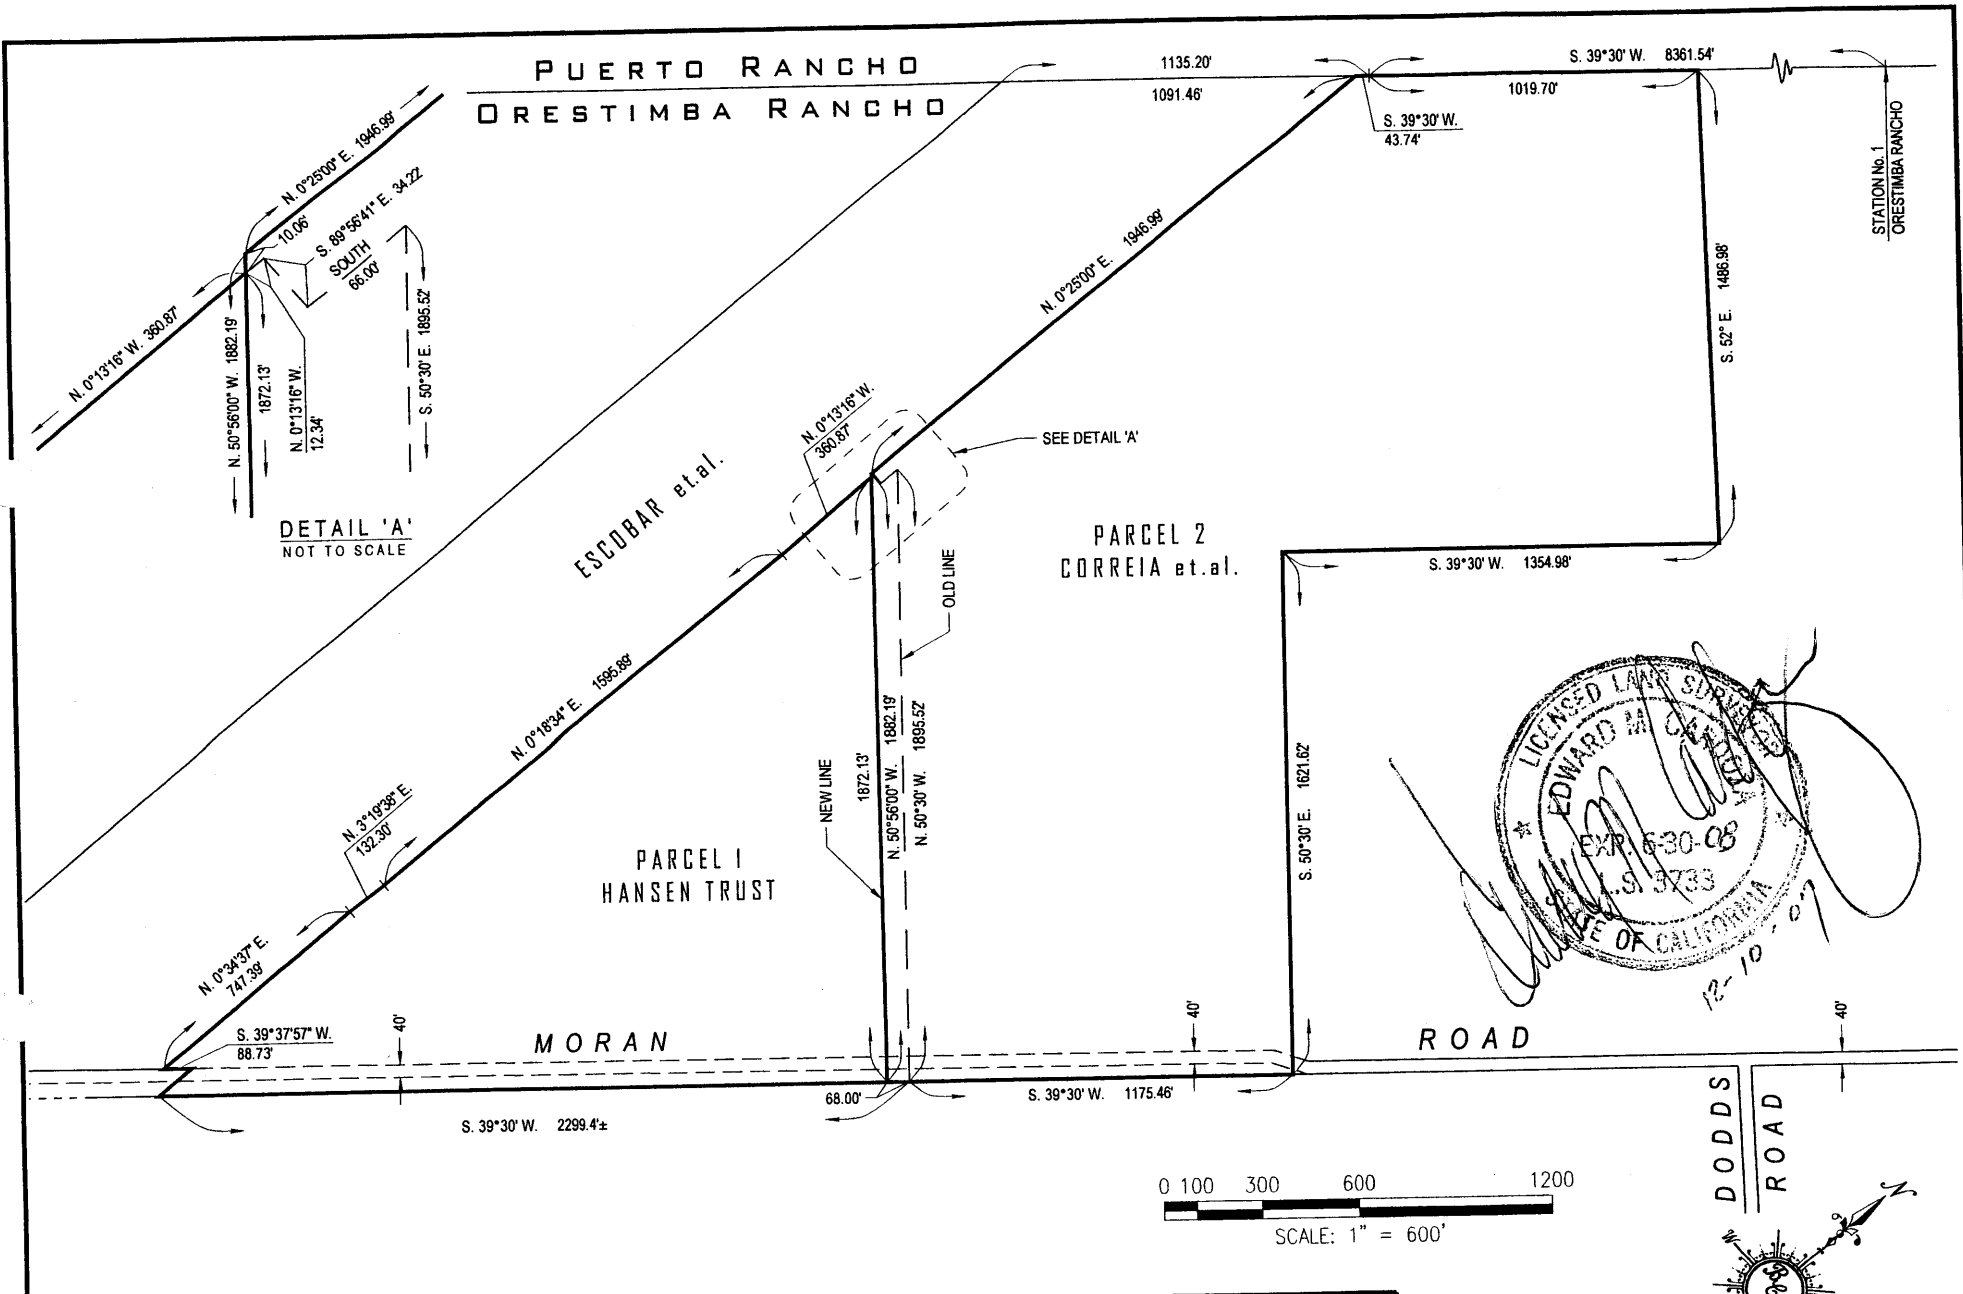 PUERTO RANCHO
ORESTIMBA RANCHO
1135.20'
1091.46'
S. 39°30' W. 8361.54'
1019.70'
S. 39°30' W.
43.74'
STATION No. 1
ORESTIMBA RANCHO
N. 0°25'00" E. 1946.99'
10.06'
S. 89°56'41" E. 34.22'
SOUTH
66.00'
N. 0°13'16" W. 360.87'
N. 50°56'00" W. 1882.19'
1872.13'
N. 0°13'16" W.
12.34'
S. 50°30' E. 1895.52'
DETAIL 'A'
NOT TO SCALE
N. 0°25'00" E. 1946.99'
S. 52° E. 1486.98'
N. 0°13'16" W.
360.87'
SEE DETAIL 'A'
ESCOBAR et.al.
PARCEL 2
CORREIA et.al.
OLD LINE
S. 39°30' W. 1354.98'
N. 0°18'34" E. 1595.89'
NEW LINE
1872.13'
N. 50°56'00" W. 1882.19'
N. 50°30' W. 1895.52'
S. 50°30' E. 1621.62'
N. 3°19'38" E.
132.30'
PARCEL 1
HANSEN TRUST
N. 0°34'37" E.
747.39'
LICENSED LAND
EDWARD M.
EXP. 6-30-08
L.S. 3733
STATE OF CALIFORNIA
S. 39°37'57" W.
88.73'
40'
MORAN
40'
ROAD
40'
68.00'
S. 39°30' W. 1175.46'
S. 39°30' W. 2299.4'±
DODDS
ROAD
0 100 300 600 1200
SCALE: 1" = 600'
N
W